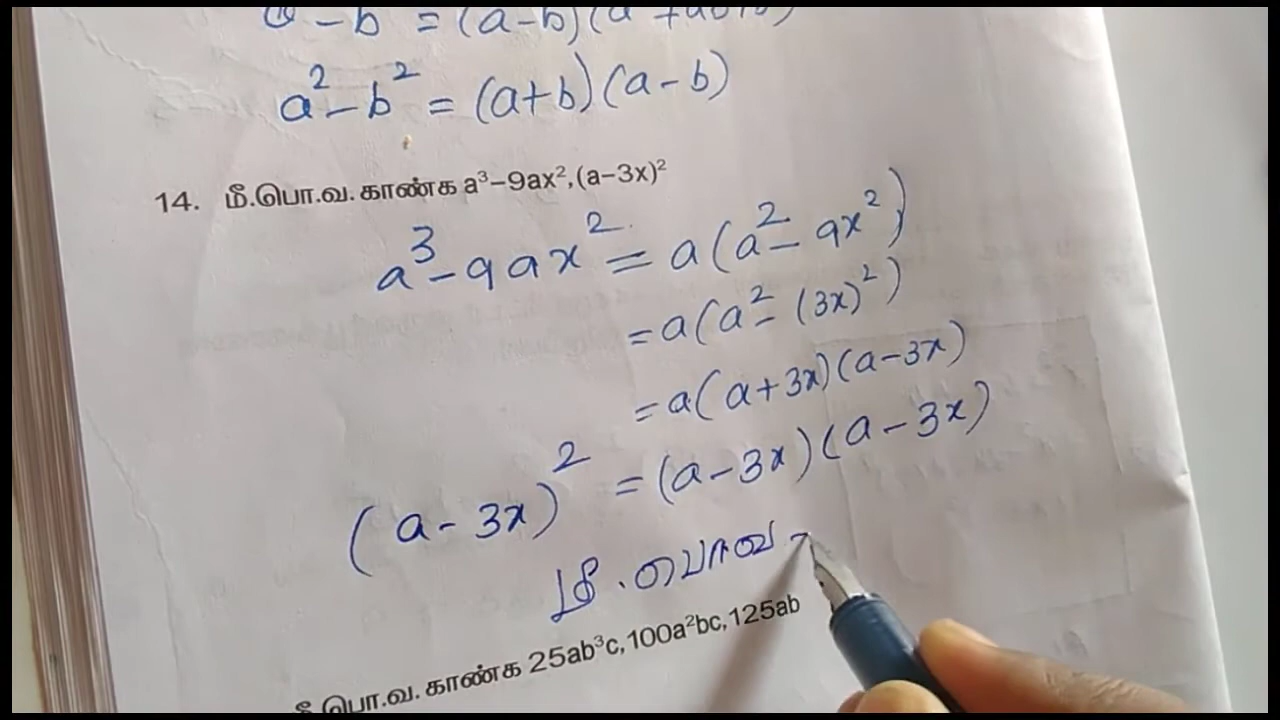 - b = (a-b)(a
a² - b² = (a+b)(a-b)
14. மீ.பொ.வ. காண்க a³–9ax²,(a–3x)²
a³ - 9ax² = a(a² - 9x²)
= a(a² - (3x)²)
= a(a+3x)(a-3x)
(a-3x)² = (a-3x)(a-3x)
மீ.பொவ -
மீ.பொ.வ. காண்க 25ab³c,100a²bc,125ab